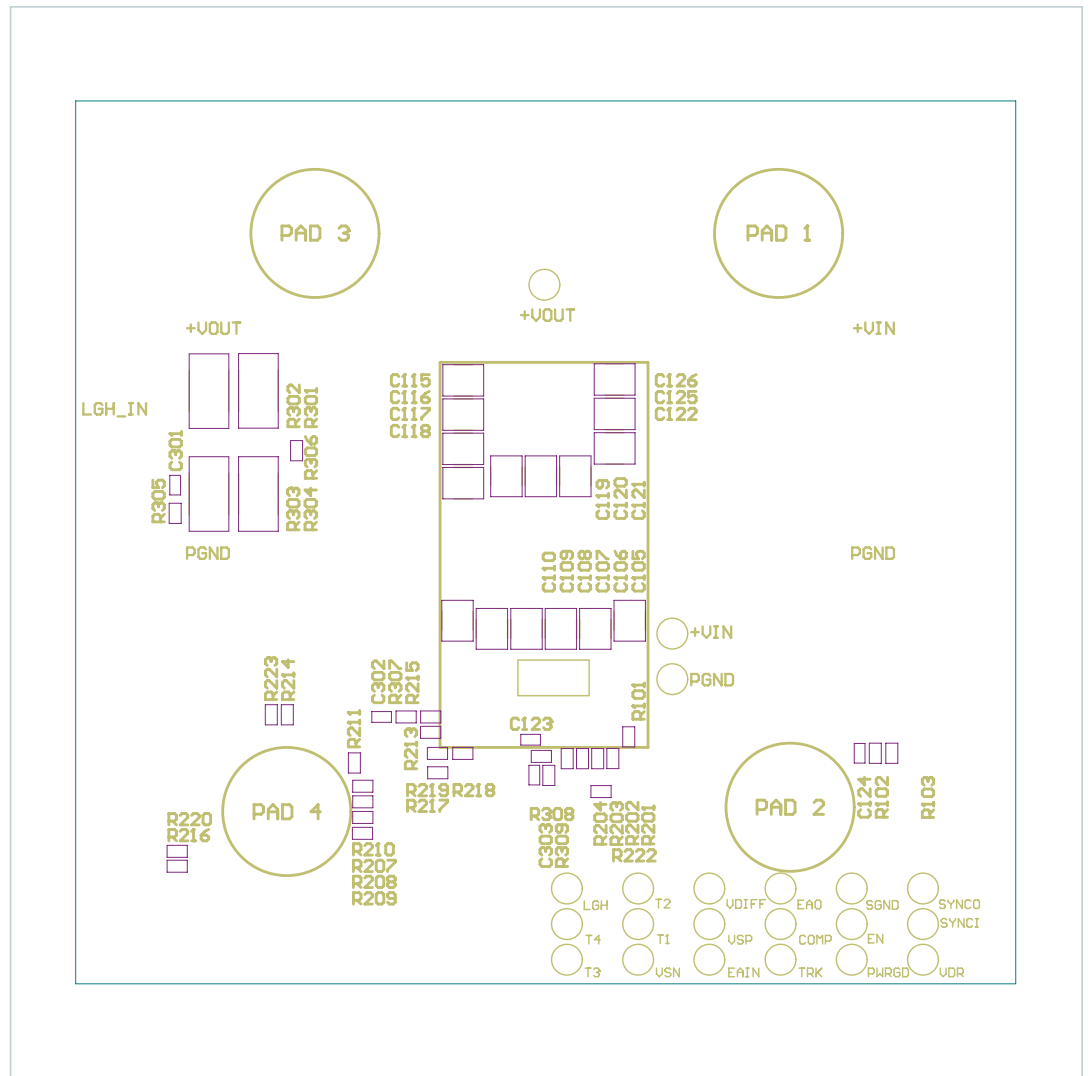 PAD 3
PAD 1
+VOUT
+VOUT
+VIN
LGH_IN
R302
R301
C301
R306
R305
R303
R304
PGND
C115
C116
C117
C118
C126
C125
C122
C119
C120
C121
PGND
C110
C109
C108
C107
C106
C105
+VIN
PGND
R223
R214
C302
R307
R215
R101
R211
R213
C123
R219
R218
R217
PAD 4
PAD 2
C124
R102
R103
R220
R216
R308
C303
R309
R204
R203
R202
R201
R222
R210
R207
R208
R209
LGH
T2
VDIFF
EAO
SGND
SYNCO
T4
T1
VSP
COMP
EN
SYNCI
T3
VSN
EAIN
TRK
PWRGD
VDR